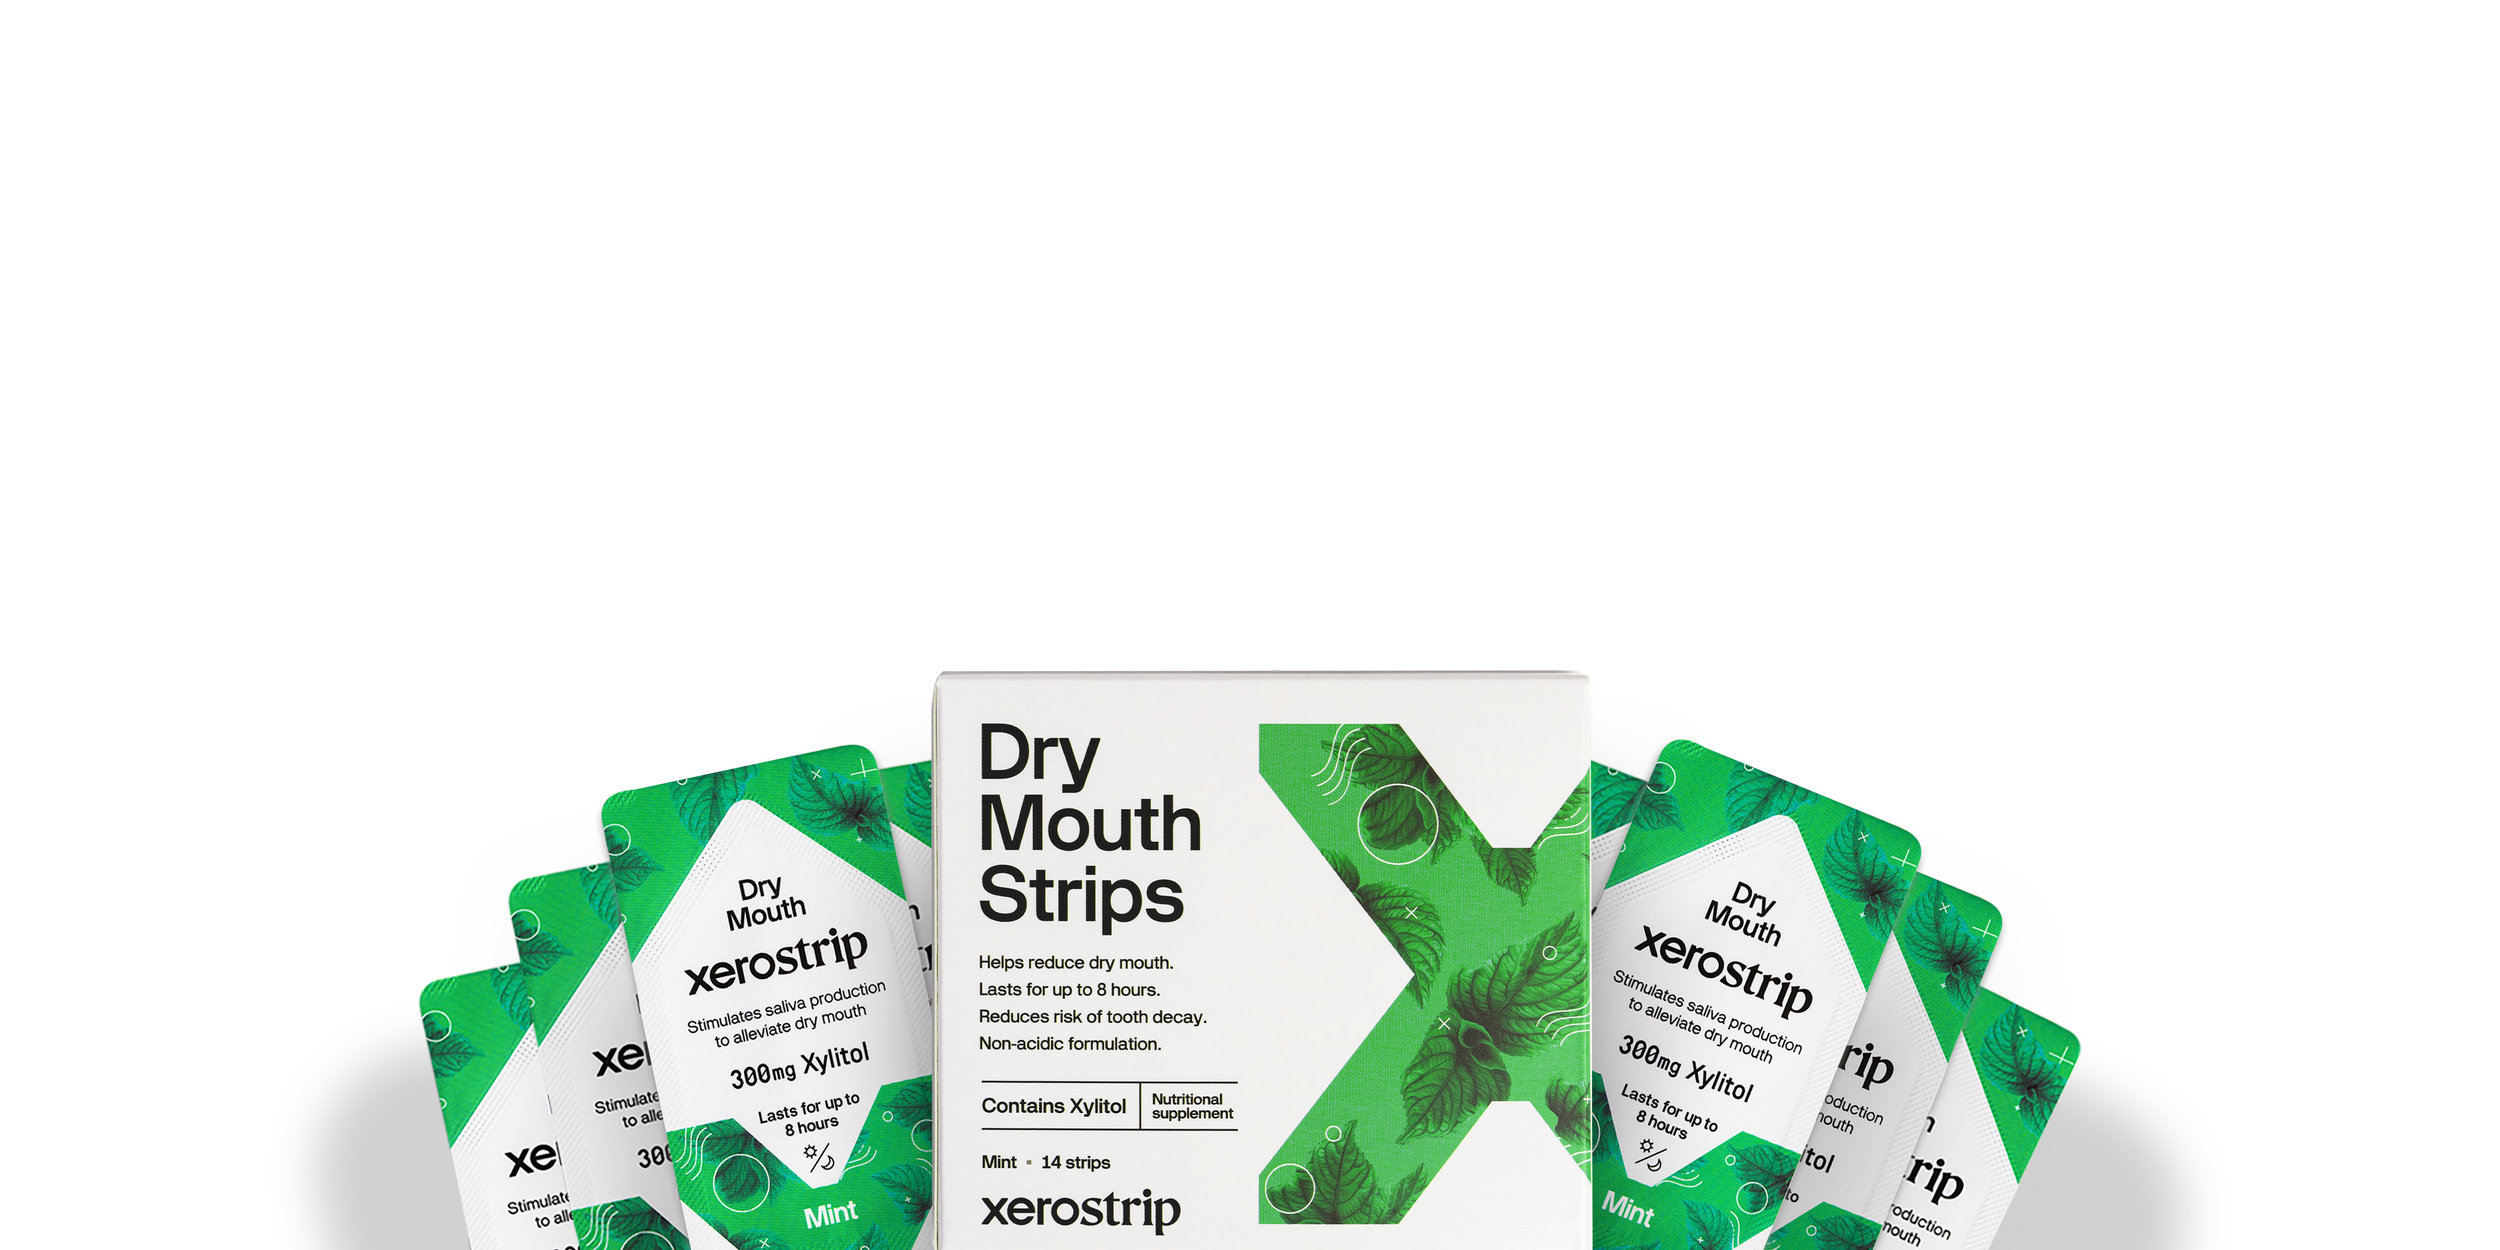 Dry
Mouth
Strips
Helps reduce dry mouth.
Lasts for up to 8 hours.
Reduces risk of tooth decay.
Non-acidic formulation.
Contains Xylitol
Nutritional
supplement
Mint ▪ 14 strips
xerostrip
Dry
Mouth
xerostrip
Stimulates saliva production
to alleviate dry mouth
300mg Xylitol
Lasts for up to
8 hours
Mint
Dry
Mouth
xerostrip
Stimulates saliva production
to alleviate dry mouth
300mg Xylitol
Lasts for up to
8 hours
Mint